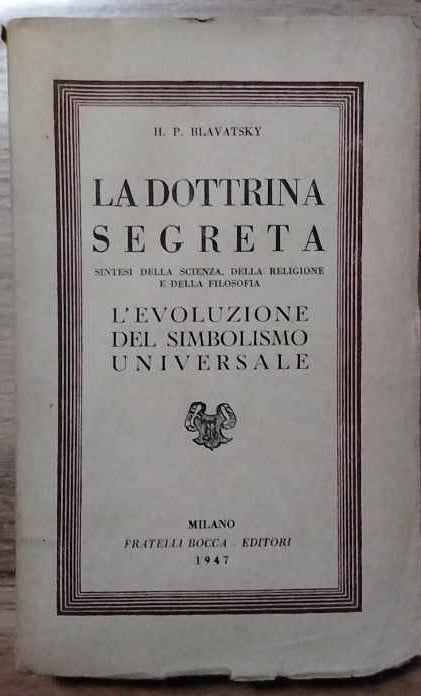 H. P. BLAVATSKY
LA DOTTRINA
SEGRETA
SINTESI DELLA SCIENZA, DELLA RELIGIONE
E DELLA FILOSOFIA
L'EVOLUZIONE
DEL SIMBOLISMO
UNIVERSALE
MILANO
FRATELLI BOCCA - EDITORI
1947